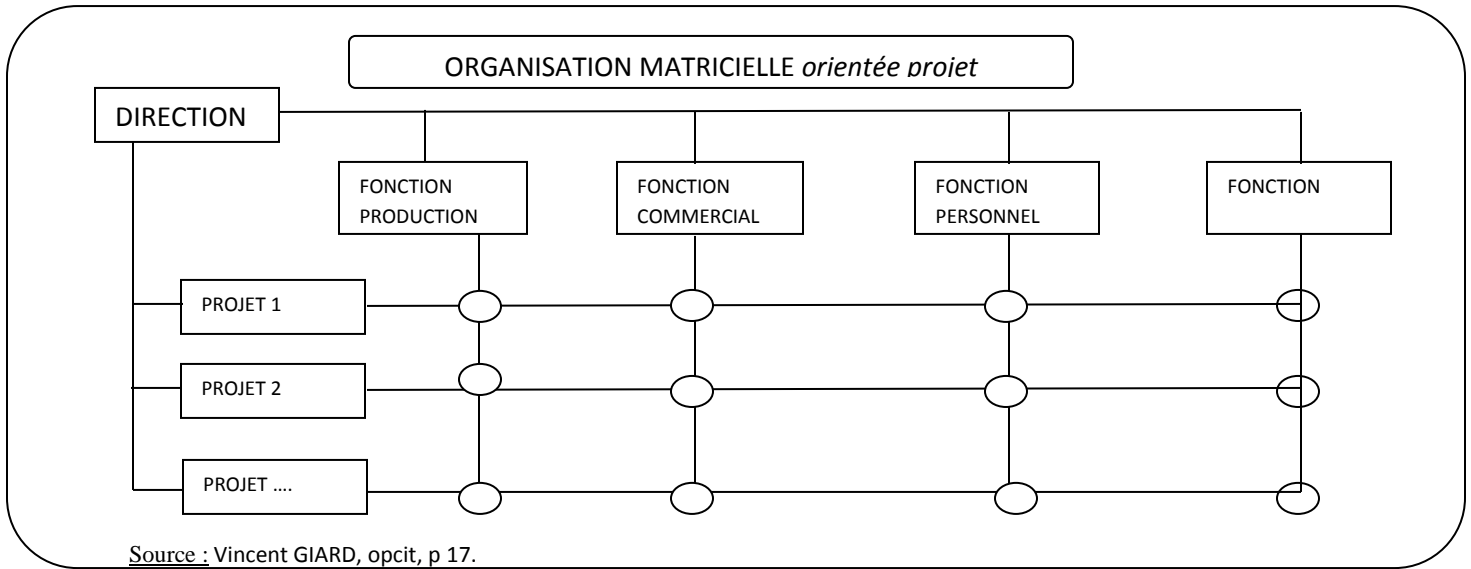 ORGANISATION MATRICIELLE orientée projet
DIRECTION
FONCTION
PRODUCTION
FONCTION
COMMERCIAL
FONCTION
PERSONNEL
FONCTION
PROJET 1
PROJET 2
PROJET ....
Source : Vincent GIARD, opcit, p 17.